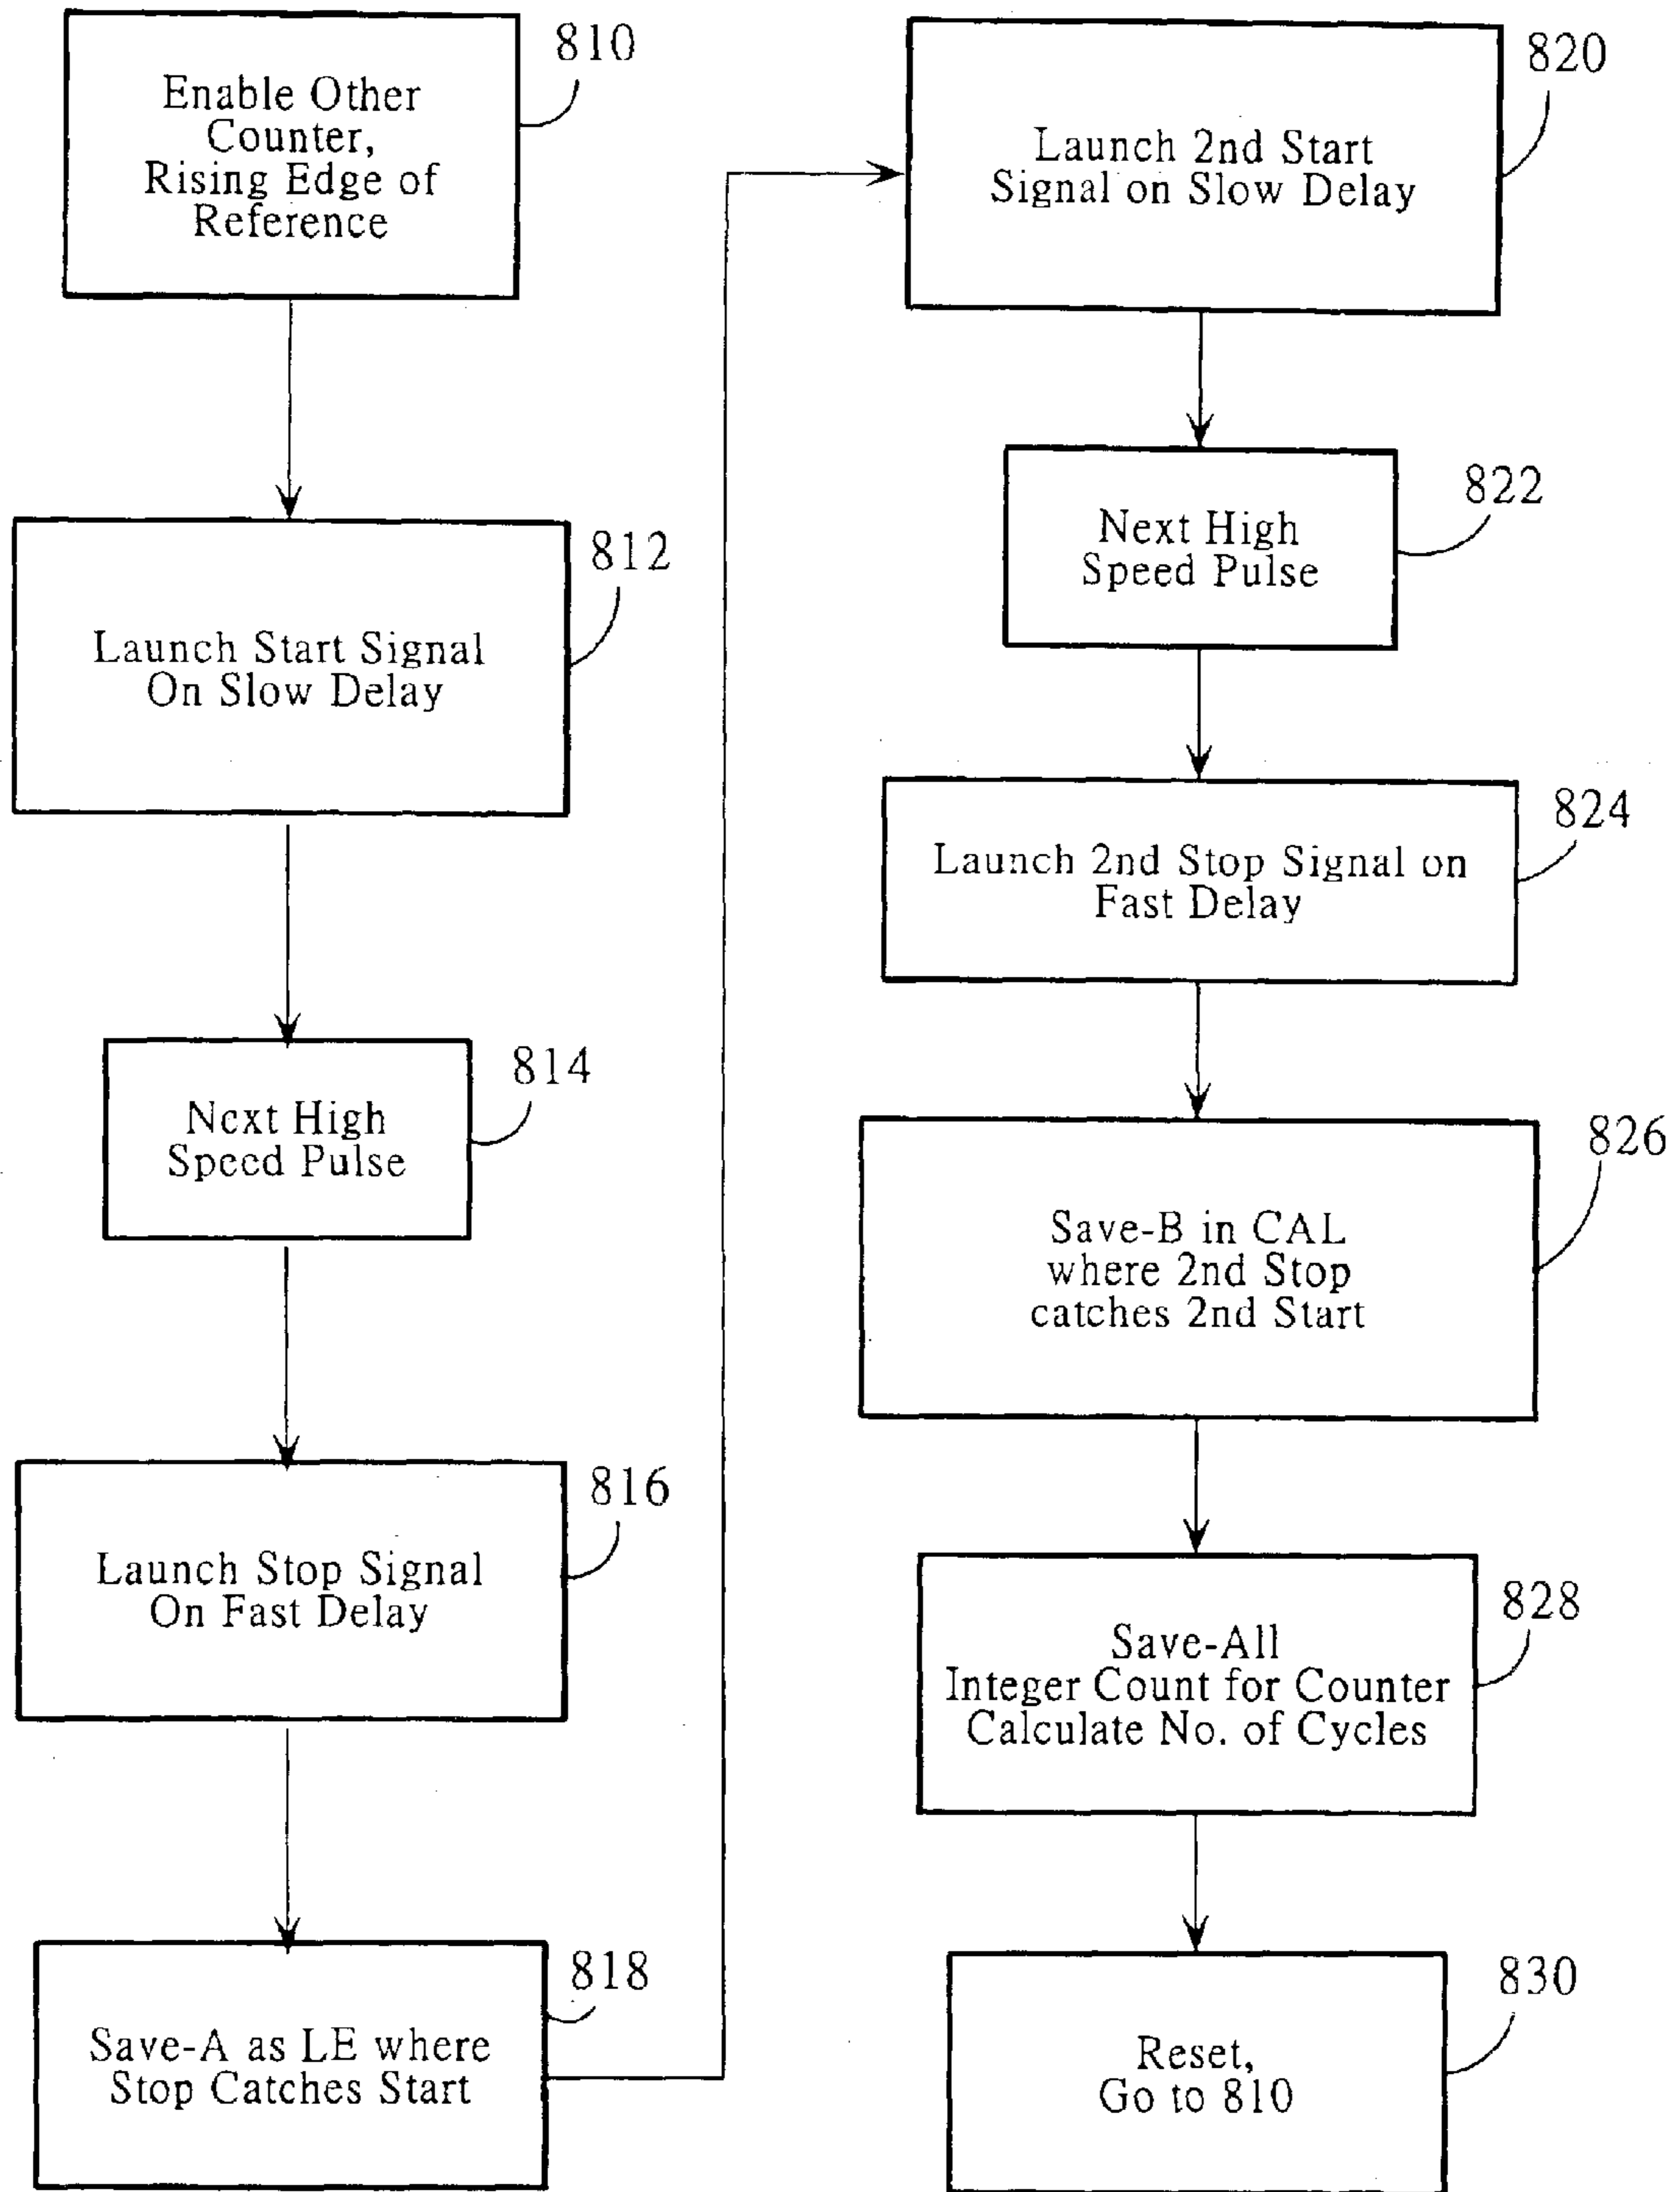 810
Enable Other
Counter,
Rising Edge of
Reference
812
Launch Start Signal
On Slow Delay
814
Next High
Speed Pulse
816
Launch Stop Signal
On Fast Delay
818
Save-A as LE where
Stop Catches Start
820
Launch 2nd Start
Signal on Slow Delay
822
Next High
Speed Pulse
824
Launch 2nd Stop Signal on
Fast Delay
826
Save-B in CAL
where 2nd Stop
catches 2nd Start
828
Save-All
Integer Count for Counter
Calculate No. of Cycles
830
Reset,
Go to 810